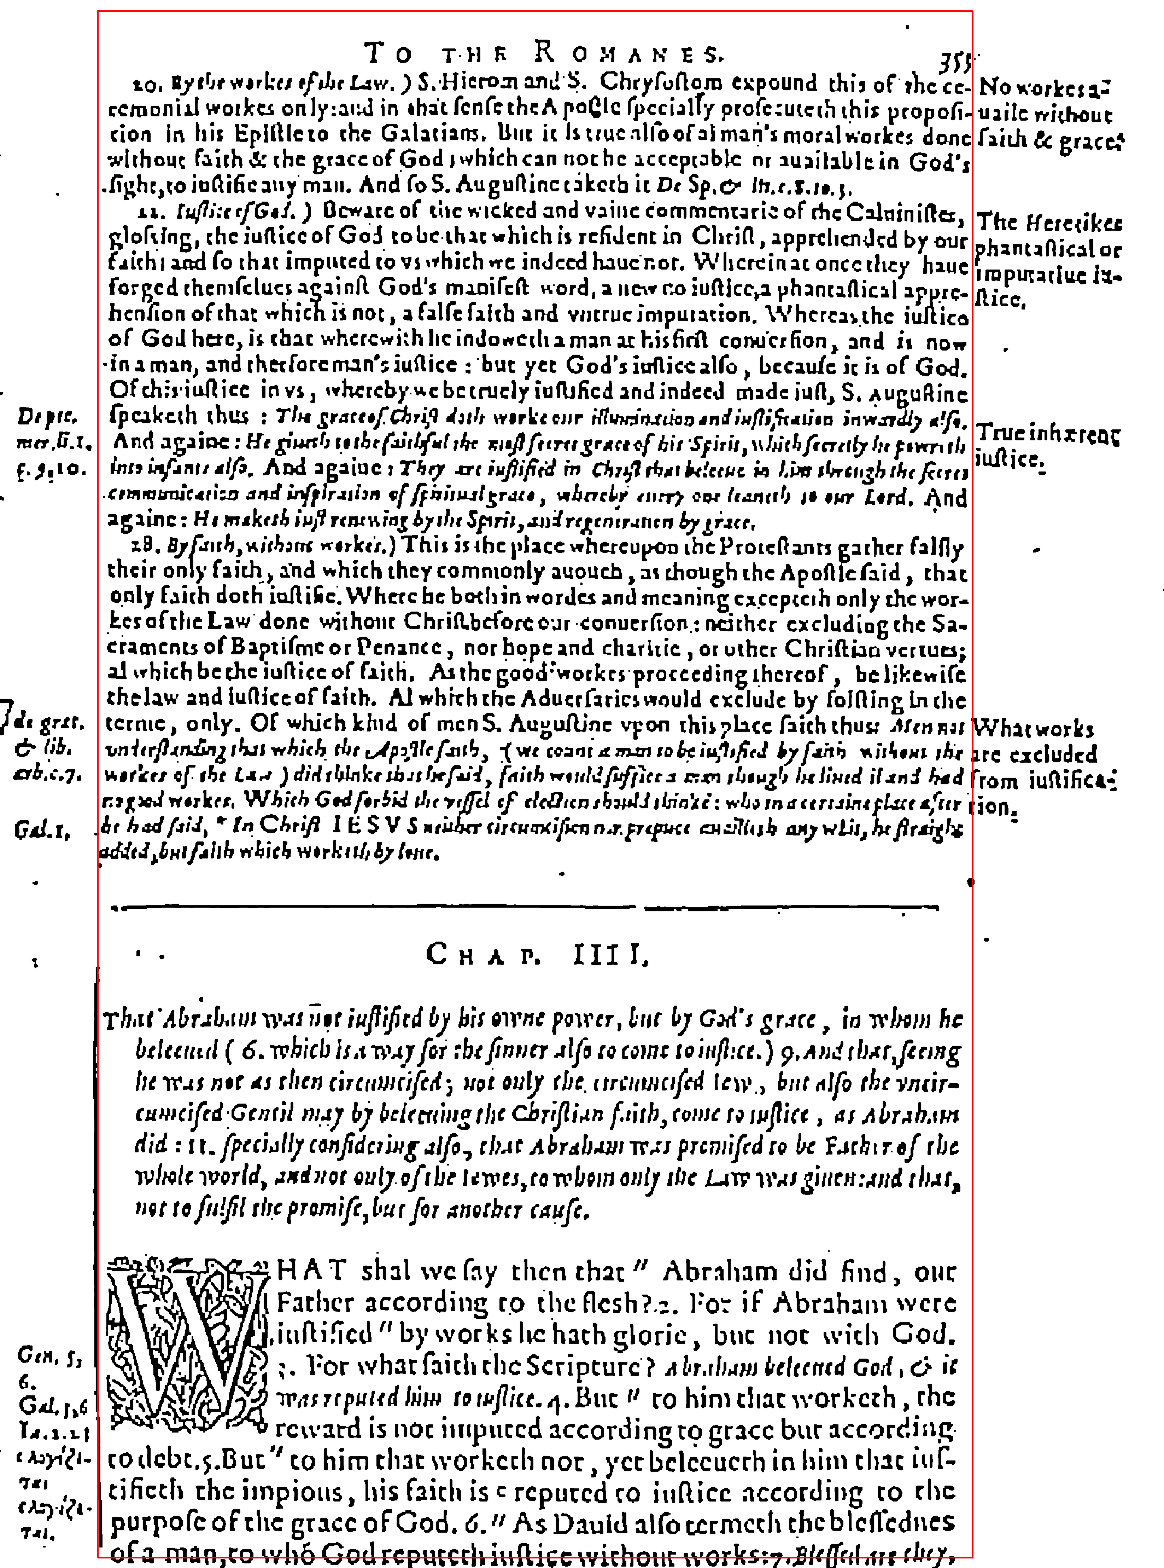 TO THE ROMANES.
355
20. By the workes of the Law. ) S. Hierom and S. Chryſoſtom expound this of the ce-
remonial workes only: and in that ſenſe the Apoſtle ſpecially proſecuteth this propoſi-
tion in his Epiſtle to the Galatians. But it is true alſo of al man's moral workes done
without faith & the grace of God; which can not be acceptable or auailable in God's
ſight, to iuſtifie any man. And ſo S. Auguſtine taketh it De Sp. & lit. c. 8. 10. 3.
No workes a-
uaile without
faith & grace.
22. Iuſtice of God. ) Beware of the wicked and vaine commentarie of the Caluiniſtes,
gloſing, the iuſtice of God to be that which is reſident in Chriſt, apprehended by our
faith; and ſo that imputed to vs which we indeed haue not. Wherein at once they haue
forged themſelues againſt God's manifeſt word, a new no iuſtice, a phantaſtical appre-
henſion of that which is not, a falſe faith and vntrue imputation. Whereas the iuſtice
of God here, is that wherewith he indoweth a man at his firſt conuerſion, and is now
in a man, and therfore man's iuſtice : but yet God's iuſtice alſo, becauſe it is of God.
Of this iuſtice in vs, whereby we be truely iuſtified and indeed made iuſt, S. Auguſtine
ſpeaketh thus : The grace of Chriſt doth worke our illumination and iuſtification inwardly alſo.
And againe : He giueth to the faithful the moſt ſecret grace of his Spirit, which ſecretly he powreth
into infants alſo. And againe : They are iuſtified in Chriſt that beleeue in him through the ſecret
communication and inſpiration of ſpiritual grace, whereby euery one leaneth to our Lord. And
againe : He maketh iuſt renewing by the Spirit, and regeneration by grace.
The Heretikes
phantaſtical or
imputatiue Iu-
ſtice.
De pec.
mer. li. 1.
c. 9. 10.
True inhærent
iuſtice.
28. By faith, without workes.) This is the place whereupon the Proteſtants gather falſly
their only faith, and which they commonly auouch, as though the Apoſtle ſaid, that
only faith doth iuſtifie. Where he both in wordes and meaning excepteth only the wor-
kes of the Law done without Chriſt before our conuerſion : neither excluding the Sa-
craments of Baptiſme or Penance, nor hope and charitie, or other Chriſtian vertues;
al which be the iuſtice of faith. As the good workes proceeding thereof, be likewiſe
the law and iuſtice of faith. Al which the Aduerſaries would exclude by foiſting in the
terme, only. Of which kind of men S. Auguſtine vpon this place ſaith thus: Men not
vnderſtanding that which the Apoſtle ſaith, ( we count a man to be iuſtified by faith without the
workes of the Law ) did thinke that he ſaid, faith would ſuffice a man though he liued il and had
no good workes. Which God forbid the veſſel of election should thinke : who in a certaine place after
he had ſaid, * In Chriſt IESVS neither circumciſion nor prepuce auaileth any whit, he ſtraight
added, but faith which worketh by loue.
de grat.
& lib.
arb. c. 7.
Gal. 5,
What works
are excluded
from iuſtifica-
tion.
CHAP. IIII.
That Abraham was not iuſtified by his owne power, but by God's grace, in whom he
beleeued ( 6. which is a way for the ſinner alſo to come to iuſtice. ) 9. And that, ſeeing
he was not as then circumciſed; not only the circumciſed Iew, but alſo the vncir-
cumciſed Gentil may by beleeuing the Chriſtian faith, come to iuſtice, as Abraham
did : 11. ſpecially conſidering alſo, that Abraham was promiſed to be Father of the
whole world, and not only of the Iewes, to whom only the Law was giuen: and that,
not to fulfil the promiſe, but for another cauſe.
WHAT shal we ſay then that " Abraham did find, our
Father according to the flesh? 2. For if Abraham were
iuſtified " by works he hath glorie, but not with God.
3. For what ſaith the Scripture? Abraham beleeued God, & it
was reputed him to iuſtice. 4. But " to him that worketh, the
reward is not imputed according to grace but according
to debt. 5. But " to him that worketh not, yet beleeueth in him that iuſ-
tifieth the impious, his faith is c reputed to iuſtice according to the
purpoſe of the grace of God. 6. " As Dauid alſo termeth the bleſſednes
of a man, to whō God reputeth iuſtice without works: 7. Bleſſed are they,
Gen. 15,
6.
Gal. 3, 6
Ia. 2. 23